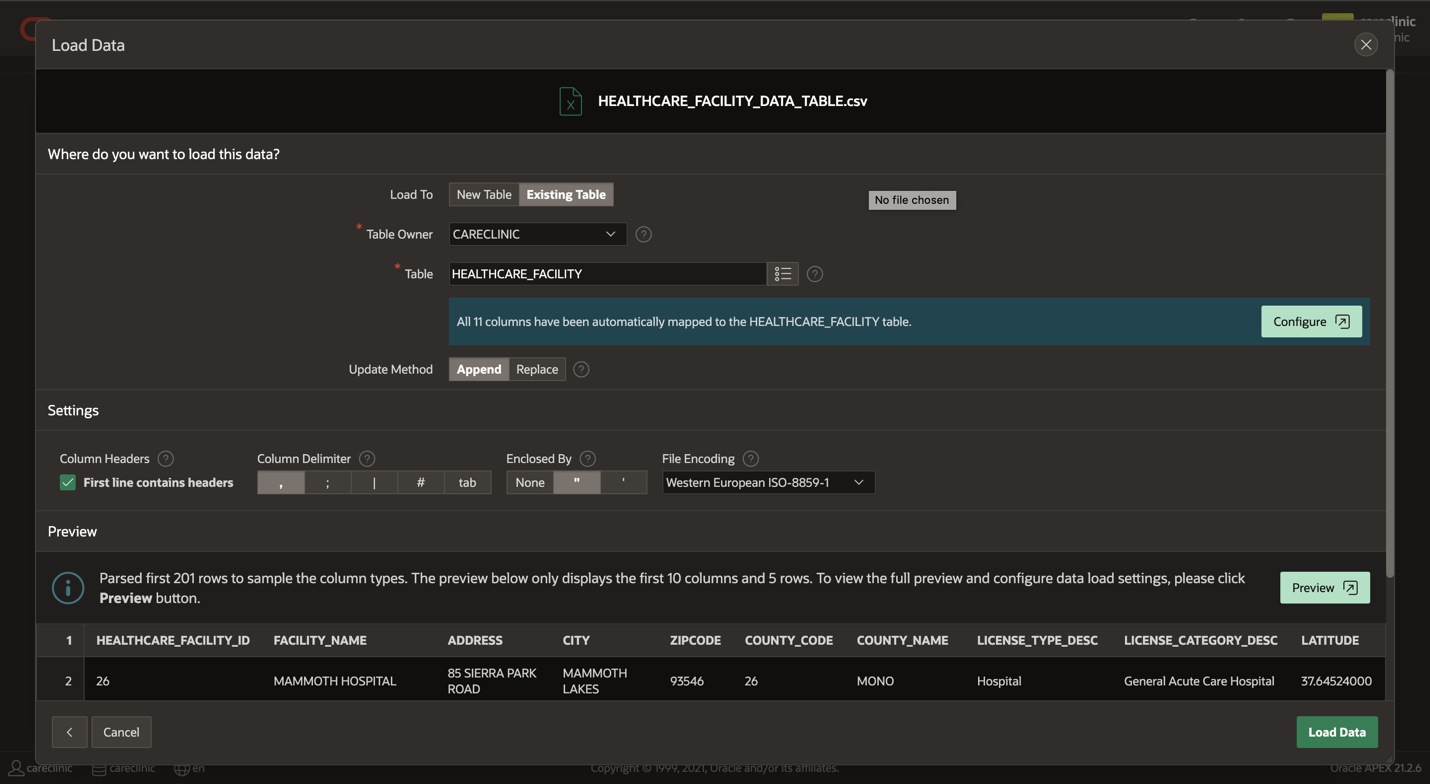 careclinic
Load Data
HEALTHCARE_FACILITY_DATA_TABLE.csv
Where do you want to load this data?
Load To New Table Existing Table
No file chosen
* Table Owner CARECLINIC ?
* Table HEALTHCARE_FACILITY ?
All 11 columns have been automatically mapped to the HEALTHCARE_FACILITY table. Configure
Update Method Append Replace ?
Settings
Column Headers ? Column Delimiter ? Enclosed By ? File Encoding ?
First line contains headers , ; | # tab None " ' Western European ISO-8859-1
Preview
Parsed first 201 rows to sample the column types. The preview below only displays the first 10 columns and 5 rows. To view the full preview and configure data load settings, please click
Preview button.
Preview
1 HEALTHCARE_FACILITY_ID FACILITY_NAME ADDRESS CITY ZIPCODE COUNTY_CODE COUNTY_NAME LICENSE_TYPE_DESC LICENSE_CATEGORY_DESC LATITUDE
2 26 MAMMOTH HOSPITAL 85 SIERRA PARK ROAD MAMMOTH LAKES 93546 26 MONO Hospital General Acute Care Hospital 37.64524000
Cancel Load Data
careclinic careclinic en Copyright © 1999, 2021, Oracle and/or its affiliates. Oracle APEX 21.2.6